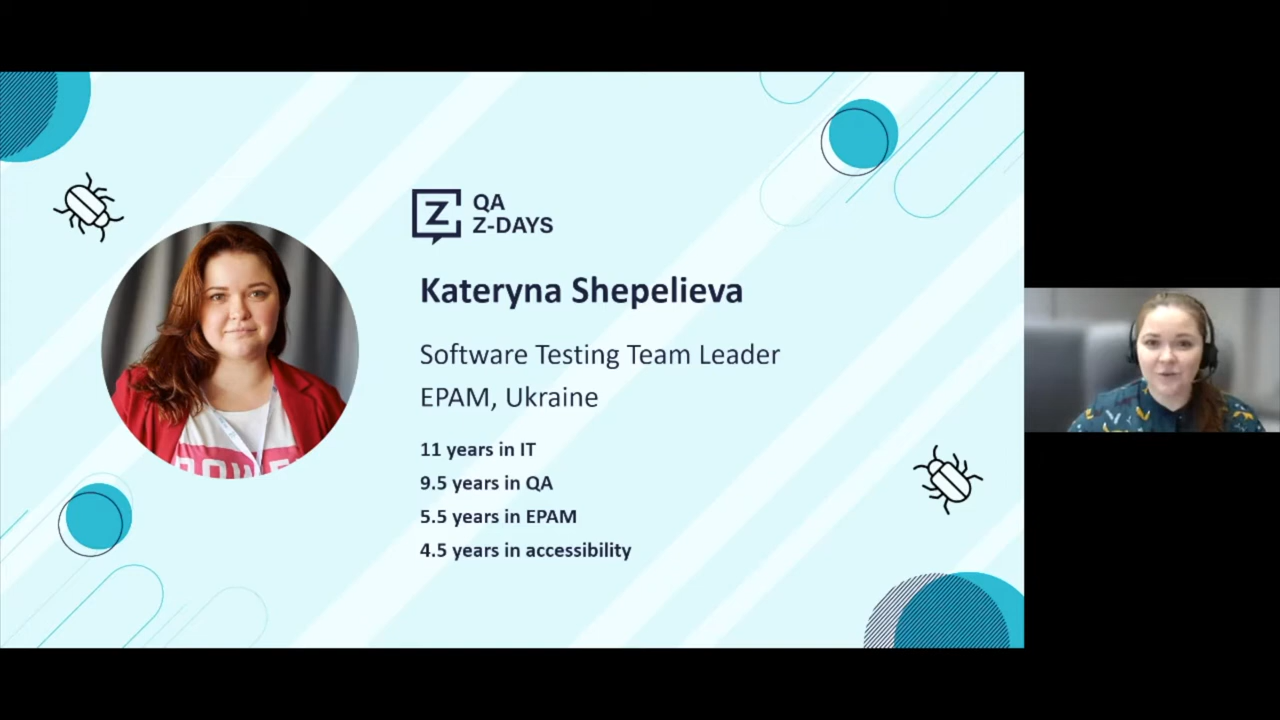 QA
Z-DAYS
Kateryna Shepelieva
Software Testing Team Leader
EPAM, Ukraine
11 years in IT
9.5 years in QA
5.5 years in EPAM
4.5 years in accessibility